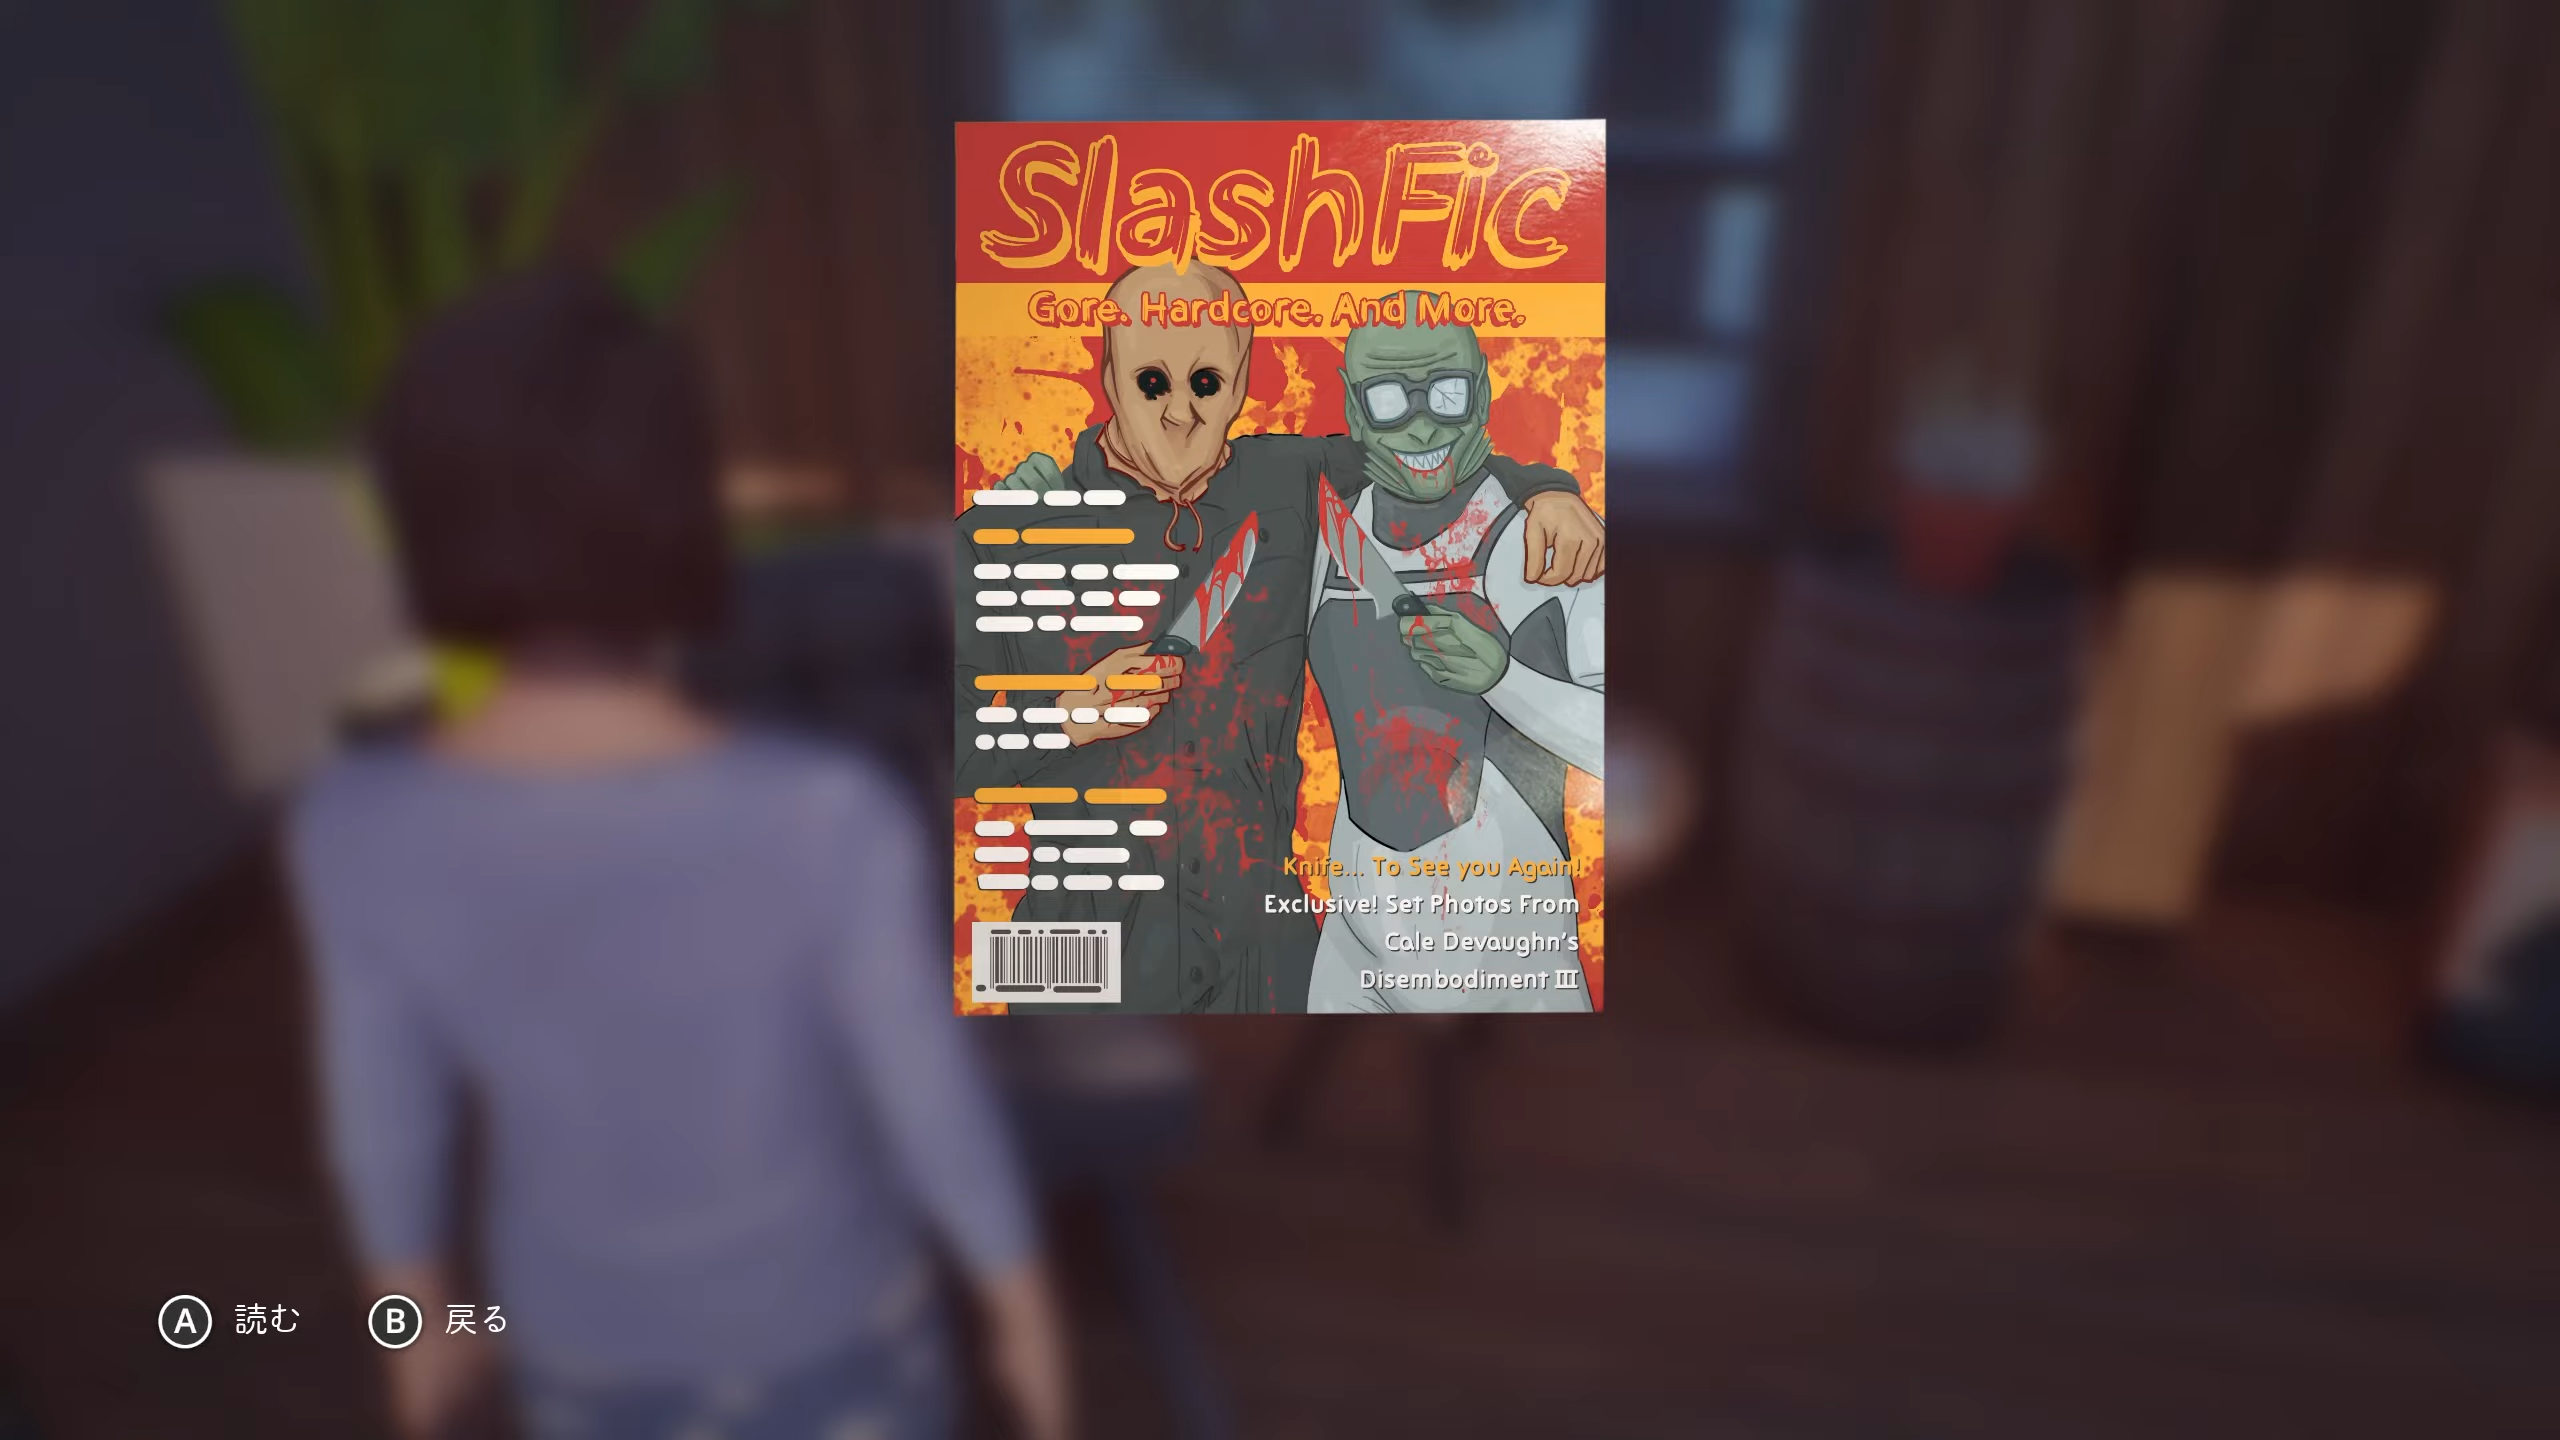 SlashFic
Gore. Hardcore. And More.
Knife... To See you Again!
Exclusive! Set Photos From
Cale Devaughn's
Disembodiment III
A 読む B 戻る